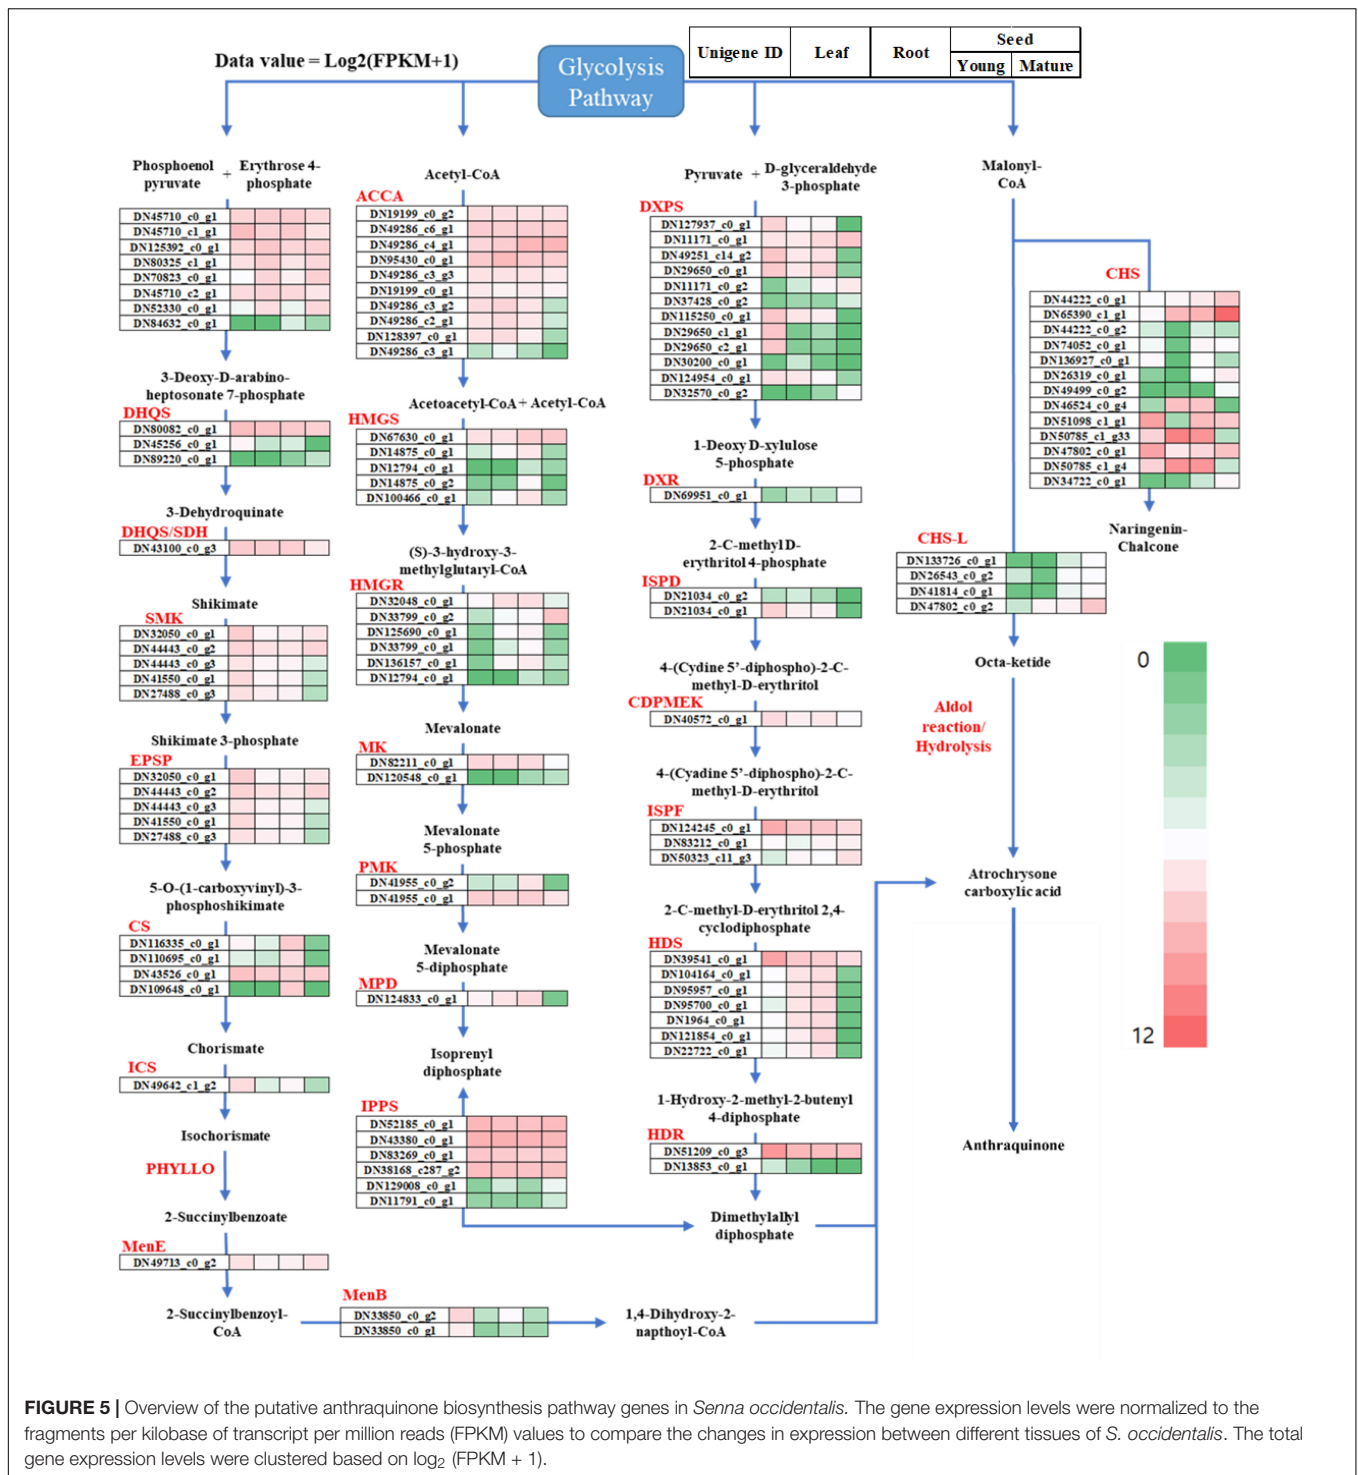 Data value = Log2(FPKM+1)
Glycolysis
Pathway
Unigene ID
Leaf
Root
Seed
Young
Mature
Phosphoenol
pyruvate
+
Erythrose 4-
phosphate
DN45710_c0_g1
DN45710_c1_g1
DN125392_c0_g1
DN80325_c1_g1
DN70823_c0_g1
DN45710_c2_g1
DN52330_c0_g1
DN84632_c0_g1
3-Deoxy-D-arabino-
heptosonate 7-phosphate
DHQS
DN80082_c0_g1
DN45256_c0_g1
DN89220_c0_g1
3-Dehydroquinate
DHQS/SDH
DN43100_c0_g3
Shikimate
SMK
DN32050_c0_g1
DN44443_c0_g2
DN44443_c0_g3
DN41550_c0_g1
DN27488_c0_g3
Shikimate 3-phosphate
EPSP
DN32050_c0_g1
DN44443_c0_g2
DN44443_c0_g3
DN41550_c0_g1
DN27488_c0_g3
5-O-(1-carboxyvinyl)-3-
phosphoshikimate
CS
DN116335_c0_g1
DN110695_c0_g1
DN43526_c0_g1
DN109648_c0_g1
Chorismate
ICS
DN49642_c1_g2
Isochorismate
PHYLLO
2-Succinylbenzoate
MenE
DN49713_c0_g2
2-Succinylbenzoyl-
CoA
MenB
DN33850_c0_g2
DN33850_c0_g1
1,4-Dihydroxy-2-
napthoyl-CoA
Acetyl-CoA
ACCA
DN19199_c0_g2
DN49286_c6_g1
DN49286_c4_g1
DN95430_c0_g1
DN49286_c3_g3
DN19199_c0_g1
DN49286_c3_g2
DN49286_c2_g1
DN128397_c0_g1
DN49286_c3_g1
Acetoacetyl-CoA + Acetyl-CoA
HMGS
DN67630_c0_g1
DN14875_c0_g1
DN12794_c0_g1
DN14875_c0_g2
DN100466_c0_g1
(S)-3-hydroxy-3-
methylglutaryl-CoA
HMGR
DN32048_c0_g1
DN33799_c0_g2
DN125690_c0_g1
DN33799_c0_g1
DN136157_c0_g1
DN12794_c0_g1
Mevalonate
MK
DN82211_c0_g1
DN120548_c0_g1
Mevalonate
5-phosphate
PMK
DN41955_c0_g2
DN41955_c0_g1
Mevalonate
5-diphosphate
MPD
DN124833_c0_g1
Isoprenyl
diphosphate
IPPS
DN52185_c0_g1
DN43380_c0_g1
DN83269_c0_g1
DN38168_c287_g2
DN129008_c0_g1
DN11791_c0_g1
Pyruvate
+
D-glyceraldehyde
3-phosphate
DXPS
DN127937_c0_g1
DN11171_c0_g1
DN49251_c14_g2
DN29650_c0_g1
DN11171_c0_g2
DN37428_c0_g2
DN115250_c0_g1
DN29650_c1_g1
DN29650_c2_g1
DN30200_c0_g1
DN124954_c0_g1
DN32570_c0_g2
1-Deoxy D-xylulose
5-phosphate
DXR
DN69951_c0_g1
2-C-methyl D-
erythritol 4-phosphate
ISPD
DN21034_c0_g2
DN21034_c0_g1
4-(Cydine 5'-diphospho)-2-C-
methyl-D-erythritol
CDPMEK
DN40572_c0_g1
4-(Cyadine 5'-diphospho)-2-C-
methyl-D-erythritol
ISPF
DN124245_c0_g1
DN83212_c0_g1
DN50323_c11_g3
2-C-methyl-D-erythritol 2,4-
cyclodiphosphate
HDS
DN39541_c0_g1
DN104164_c0_g1
DN95957_c0_g1
DN95700_c0_g1
DN1964_c0_g1
DN121854_c0_g1
DN22722_c0_g1
1-Hydroxy-2-methyl-2-butenyl
4-diphosphate
HDR
DN51209_c0_g3
DN13853_c0_g1
Dimethylallyl
diphosphate
Malonyl-
CoA
CHS
DN44222_c0_g1
DN65390_c1_g1
DN44222_c0_g2
DN74052_c0_g1
DN136927_c0_g1
DN26319_c0_g1
DN49499_c0_g2
DN46524_c0_g4
DN51098_c1_g1
DN50785_c1_g33
DN47802_c0_g1
DN50785_c1_g4
DN34722_c0_g1
Naringenin-
Chalcone
CHS-L
DN133726_c0_g1
DN26543_c0_g2
DN41814_c0_g1
DN47802_c0_g2
Octa-ketide
Aldol
reaction/
Hydrolysis
Atrochrysone
carboxylic acid
Anthraquinone
0
12
FIGURE 5 | Overview of the putative anthraquinone biosynthesis pathway genes in Senna occidentalis. The gene expression levels were normalized to the
fragments per kilobase of transcript per million reads (FPKM) values to compare the changes in expression between different tissues of S. occidentalis. The total
gene expression levels were clustered based on log2 (FPKM + 1).